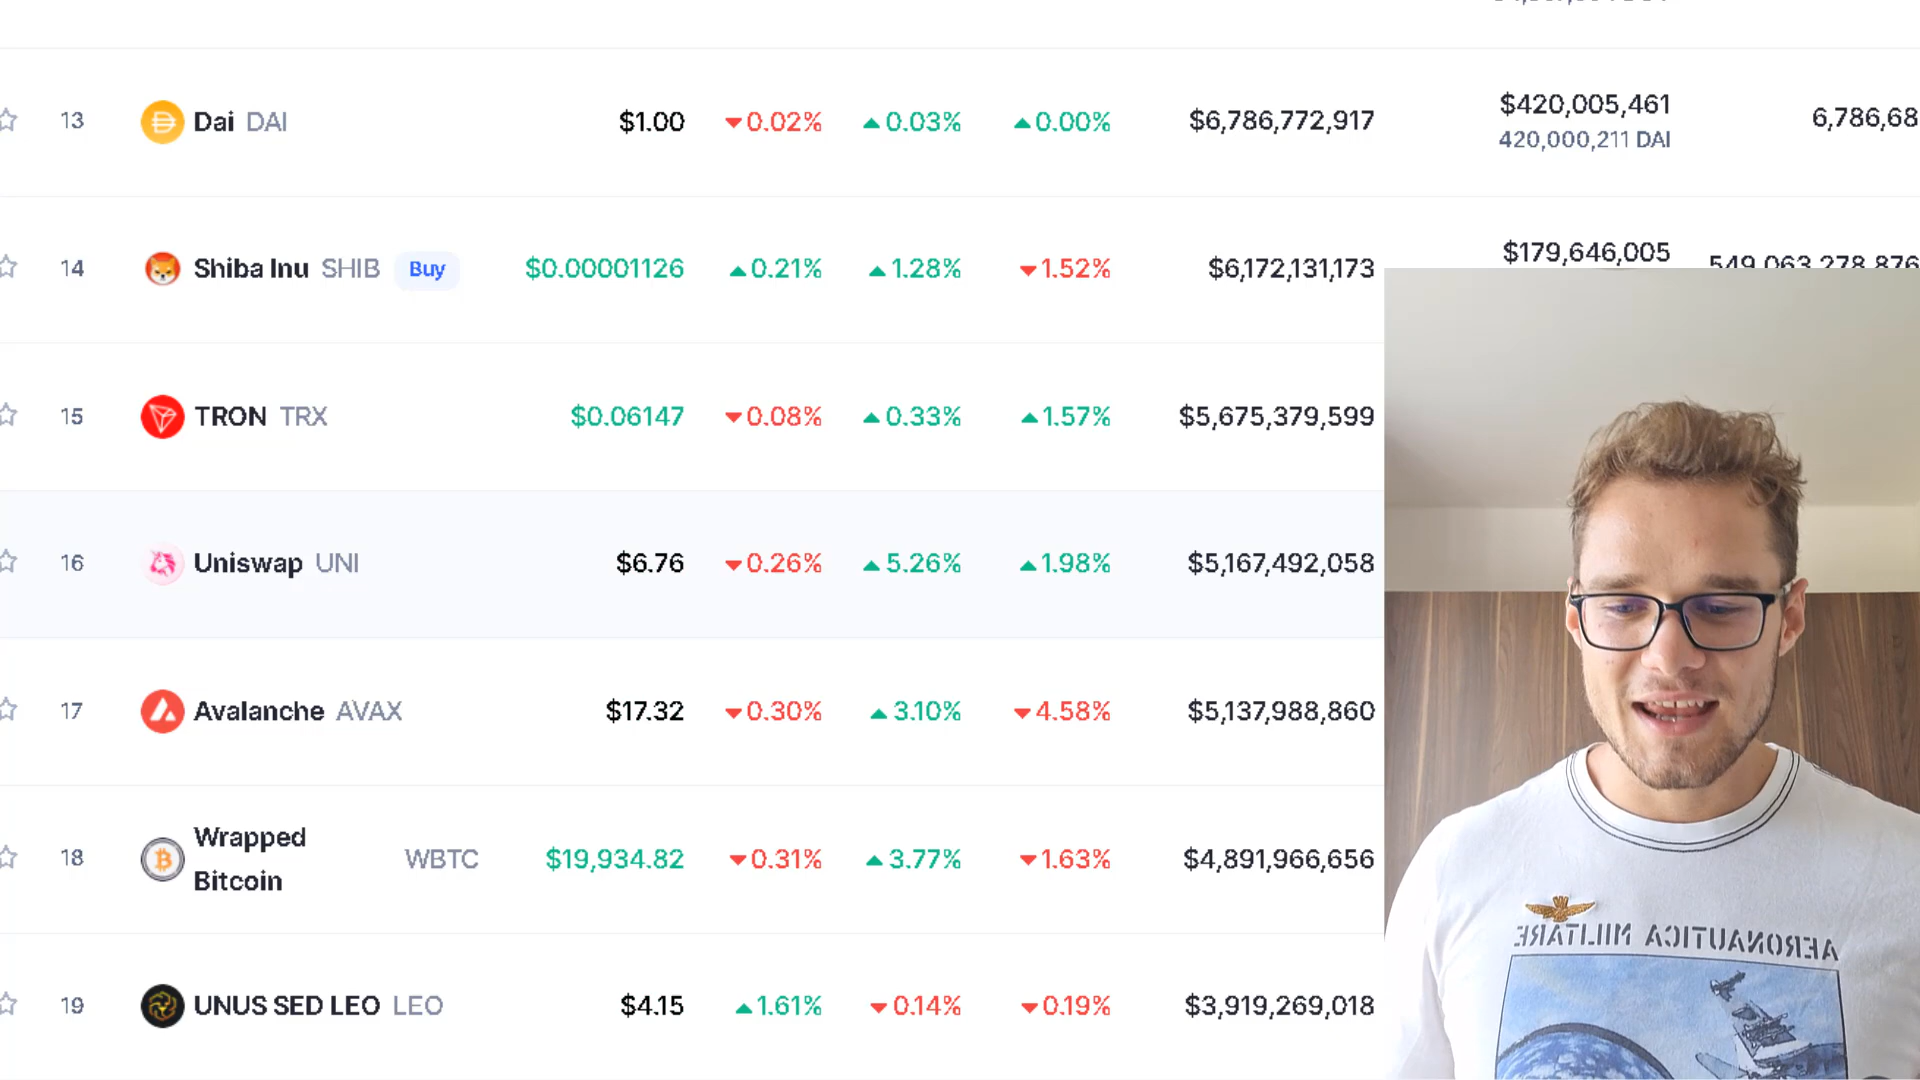 13 Dai DAI $1.00 0.02% 0.03% 0.00% $6,786,772,917 $420,005,461 6,786,68
420,000,211 DAI
14 Shiba Inu SHIB Buy $0.00001126 0.21% 1.28% 1.52% $6,172,131,173 $179,646,005 549,063,278,876
15 TRON TRX $0.06147 0.08% 0.33% 1.57% $5,675,379,599
16 Uniswap UNI $6.76 0.26% 5.26% 1.98% $5,167,492,058
17 Avalanche AVAX $17.32 0.30% 3.10% 4.58% $5,137,988,860
18 Wrapped
Bitcoin WBTC $19,934.82 0.31% 3.77% 1.63% $4,891,966,656
19 UNUS SED LEO LEO $4.15 1.61% 0.14% 0.19% $3,919,269,018
AERONAUTICA MILITARE